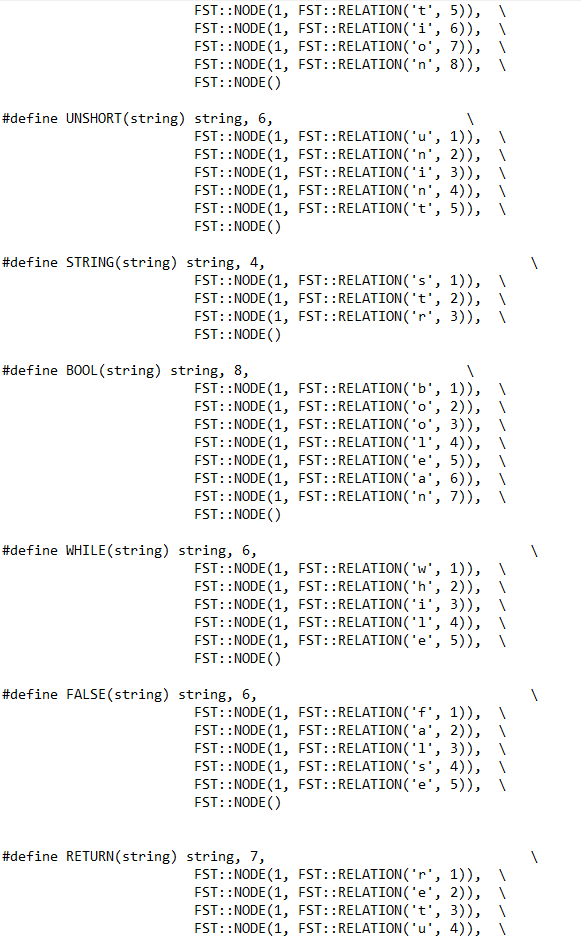 FST::NODE(1, FST::RELATION('t', 5)), \
FST::NODE(1, FST::RELATION('i', 6)), \
FST::NODE(1, FST::RELATION('o', 7)), \
FST::NODE(1, FST::RELATION('n', 8)), \
FST::NODE()
#define UNSHORT(string) string, 6, \
FST::NODE(1, FST::RELATION('u', 1)), \
FST::NODE(1, FST::RELATION('n', 2)), \
FST::NODE(1, FST::RELATION('i', 3)), \
FST::NODE(1, FST::RELATION('n', 4)), \
FST::NODE(1, FST::RELATION('t', 5)), \
FST::NODE()
#define STRING(string) string, 4, \
FST::NODE(1, FST::RELATION('s', 1)), \
FST::NODE(1, FST::RELATION('t', 2)), \
FST::NODE(1, FST::RELATION('r', 3)), \
FST::NODE()
#define BOOL(string) string, 8, \
FST::NODE(1, FST::RELATION('b', 1)), \
FST::NODE(1, FST::RELATION('o', 2)), \
FST::NODE(1, FST::RELATION('o', 3)), \
FST::NODE(1, FST::RELATION('l', 4)), \
FST::NODE(1, FST::RELATION('e', 5)), \
FST::NODE(1, FST::RELATION('a', 6)), \
FST::NODE(1, FST::RELATION('n', 7)), \
FST::NODE()
#define WHILE(string) string, 6, \
FST::NODE(1, FST::RELATION('w', 1)), \
FST::NODE(1, FST::RELATION('h', 2)), \
FST::NODE(1, FST::RELATION('i', 3)), \
FST::NODE(1, FST::RELATION('l', 4)), \
FST::NODE(1, FST::RELATION('e', 5)), \
FST::NODE()
#define FALSE(string) string, 6, \
FST::NODE(1, FST::RELATION('f', 1)), \
FST::NODE(1, FST::RELATION('a', 2)), \
FST::NODE(1, FST::RELATION('l', 3)), \
FST::NODE(1, FST::RELATION('s', 4)), \
FST::NODE(1, FST::RELATION('e', 5)), \
FST::NODE()
#define RETURN(string) string, 7, \
FST::NODE(1, FST::RELATION('r', 1)), \
FST::NODE(1, FST::RELATION('e', 2)), \
FST::NODE(1, FST::RELATION('t', 3)), \
FST::NODE(1, FST::RELATION('u', 4)), \